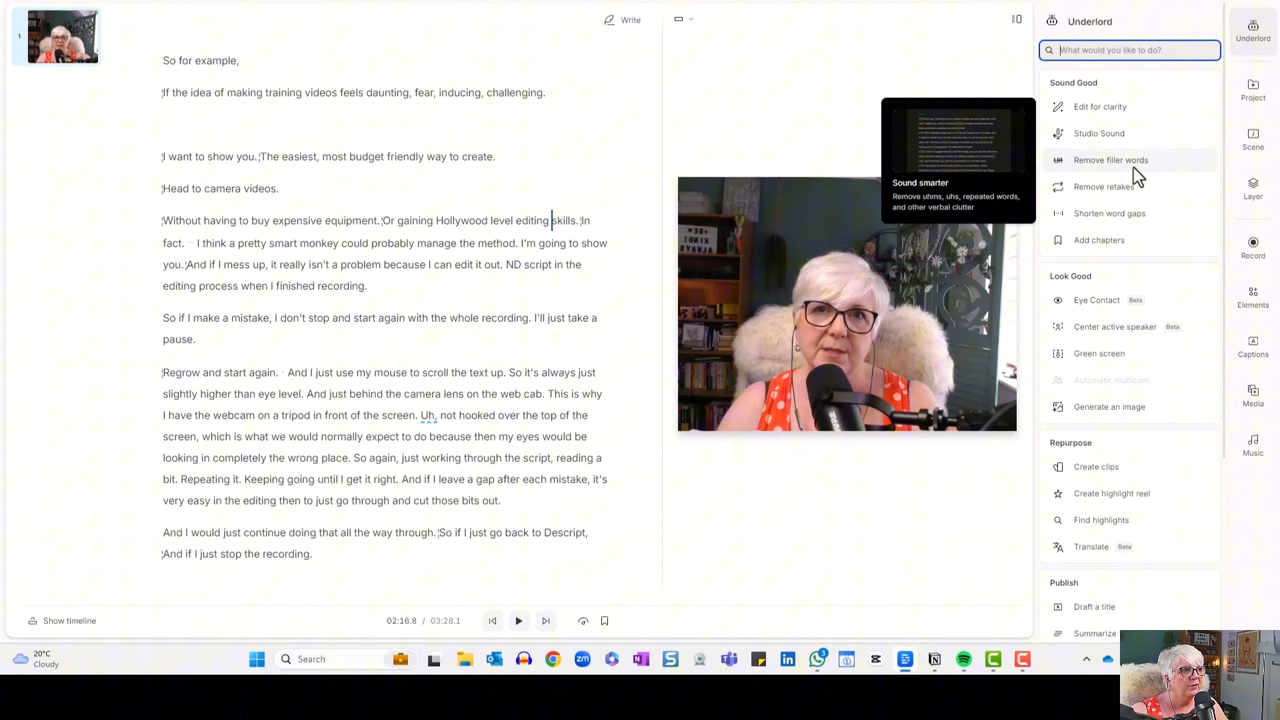 1
Write
So for example,
If the idea of making training videos feels daunting, fear, inducing, challenging.
easiest, most budget friendly way to create.
Head to camera videos.
Without having to buy expensive equipment. Or gaining Hollywood level editing skills. In
fact. I think a pretty smart monkey could probably manage the method. I'm going to show
you. And if I mess up, it really isn't a problem because I can edit it out. ND script in the
editing process when I finished recording.
So if I make a mistake, I don't stop and start again with the whole recording. I'll just take a
pause.
Regrow and start again. And I just use my mouse to scroll the text up. So it's always just
slightly higher than eye level. And just behind the camera lens on the web cab. This is why
I have the webcam on a tripod in front of the screen. Uh, not hooked over the top of the
screen, which is what we would normally expect to do because then my eyes would be
looking in completely the wrong place. So again, just working through the script, reading a
bit. Repeating it. Keeping going until I get it right. And if I leave a gap after each mistake, it's
very easy in the editing then to just go through and cut those bits out.
And I would just continue doing that all the way through. So if I just go back to Descript,
And if I just stop the recording.
Sound smarter
Remove uhms, uhs, repeated words,
and other verbal clutter
Underlord
What would you like to do?
Sound Good
Edit for clarity
Studio Sound
Remove filler words
Remove retakes
Shorten word gaps
Add chapters
Look Good
Eye Contact Beta
Center active speaker Beta
Green screen
Automatic multicam
Generate an image
Repurpose
Create clips
Create highlight reel
Find highlights
Translate Beta
Publish
Draft a title
Summarize
Underlord
Project
Scene
Layer
Record
Elements
Captions
Media
Music
Show timeline
02:16.8 / 03:28.1
20°C
Cloudy
Search
zm
3